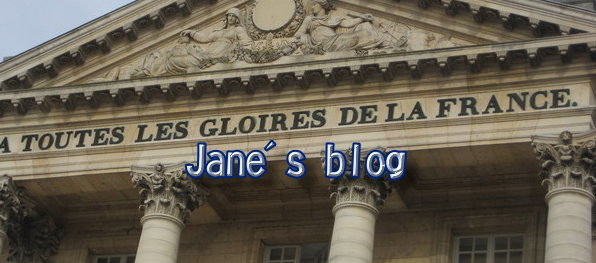 A TOUTES LES GLOIRES DE LA FRANCE.
Jane's blog